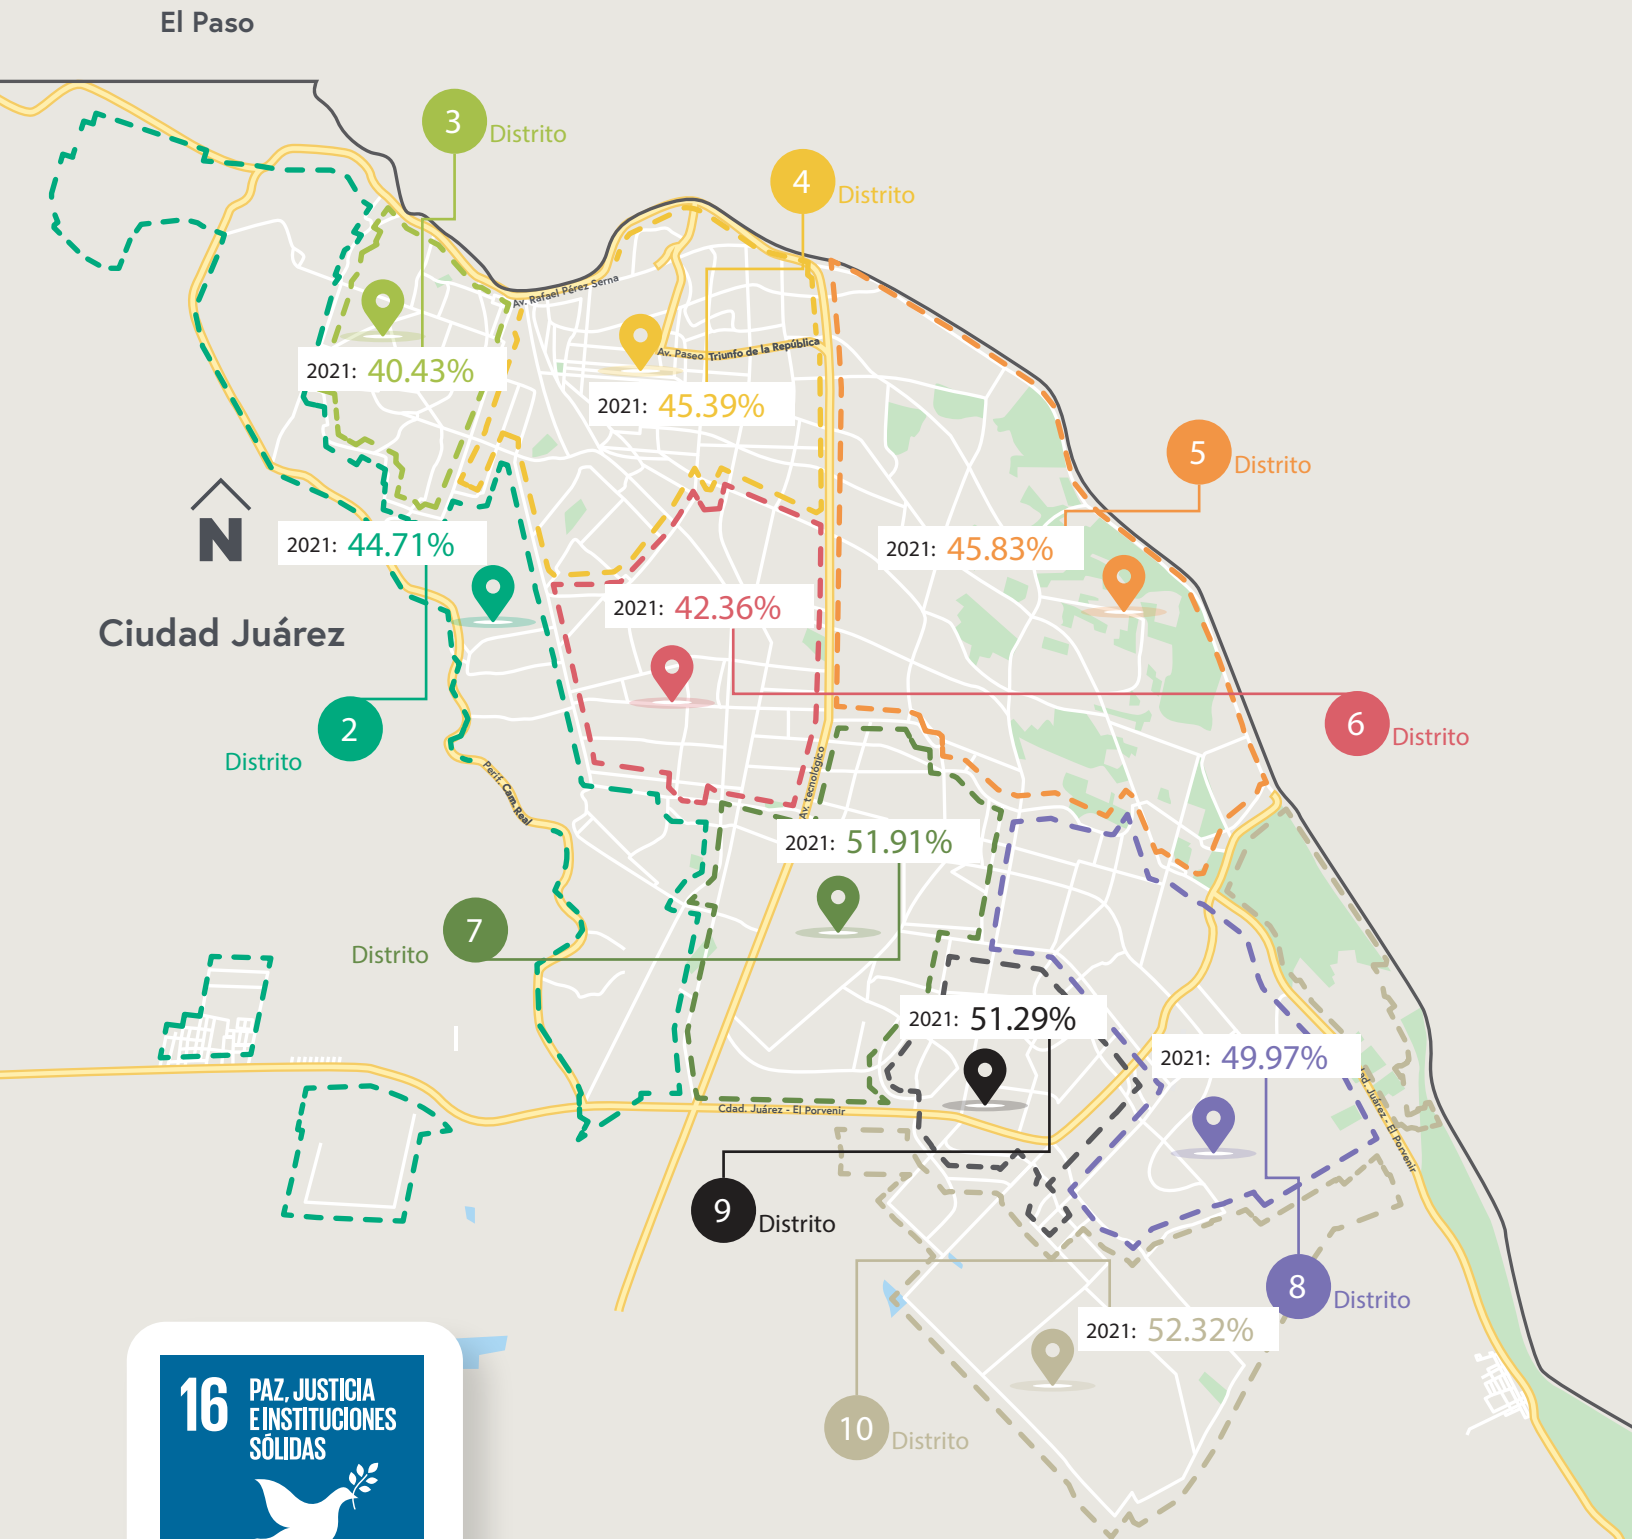 El Paso
3
Distrito
4
Distrito
Av. Rafael Pérez Serna
Av. Paseo Triunfo de la República
2021: 40.43%
2021: 45.39%
5
Distrito
N
2021: 44.71%
2021: 45.83%
2021: 42.36%
Ciudad Juárez
2
Distrito
6
Distrito
Perif. Cam. Real
Av. tecnológico
2021: 51.91%
7
Distrito
2021: 51.29%
2021: 49.97%
Juárez - El Porvenir
Cdad. Juárez - El Porvenir
9
Distrito
8
Distrito
2021: 52.32%
10
Distrito
16 PAZ, JUSTICIA
E INSTITUCIONES
SÓLIDAS